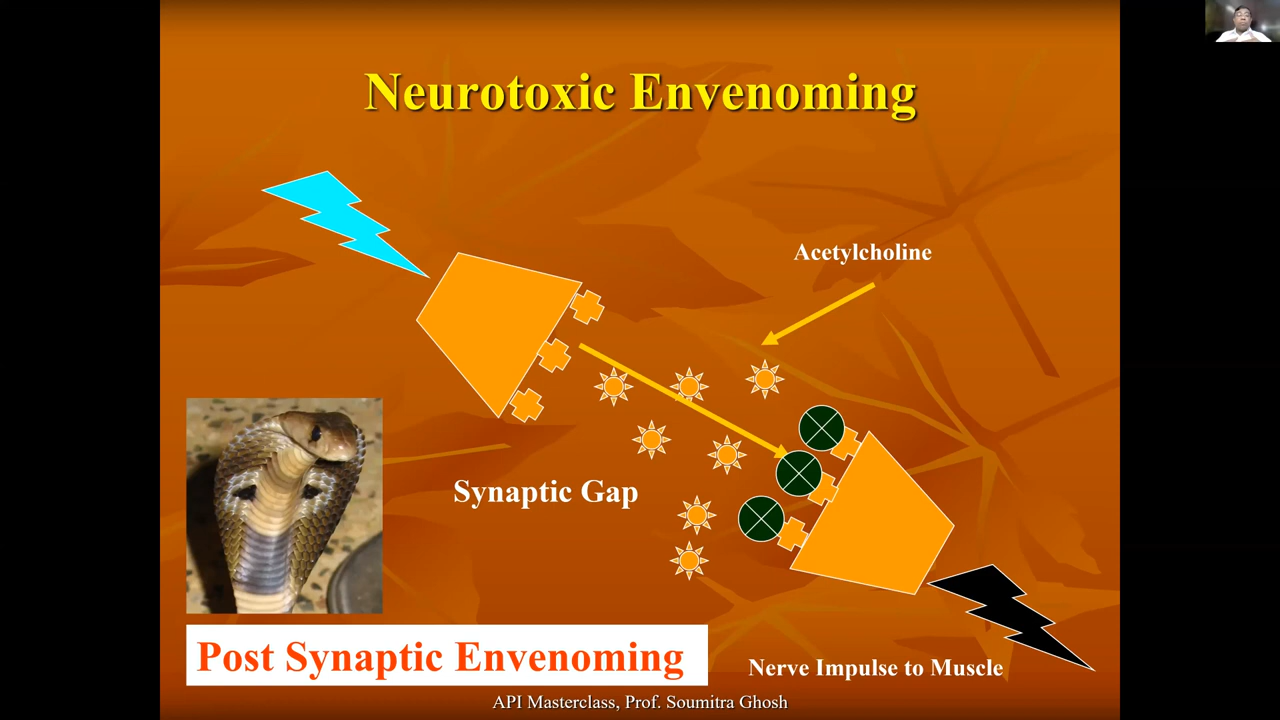 Neurotoxic Envenoming
Acetylcholine
Synaptic Gap
Post Synaptic Envenoming
Nerve Impulse to Muscle
API Masterclass, Prof. Soumitra Ghosh